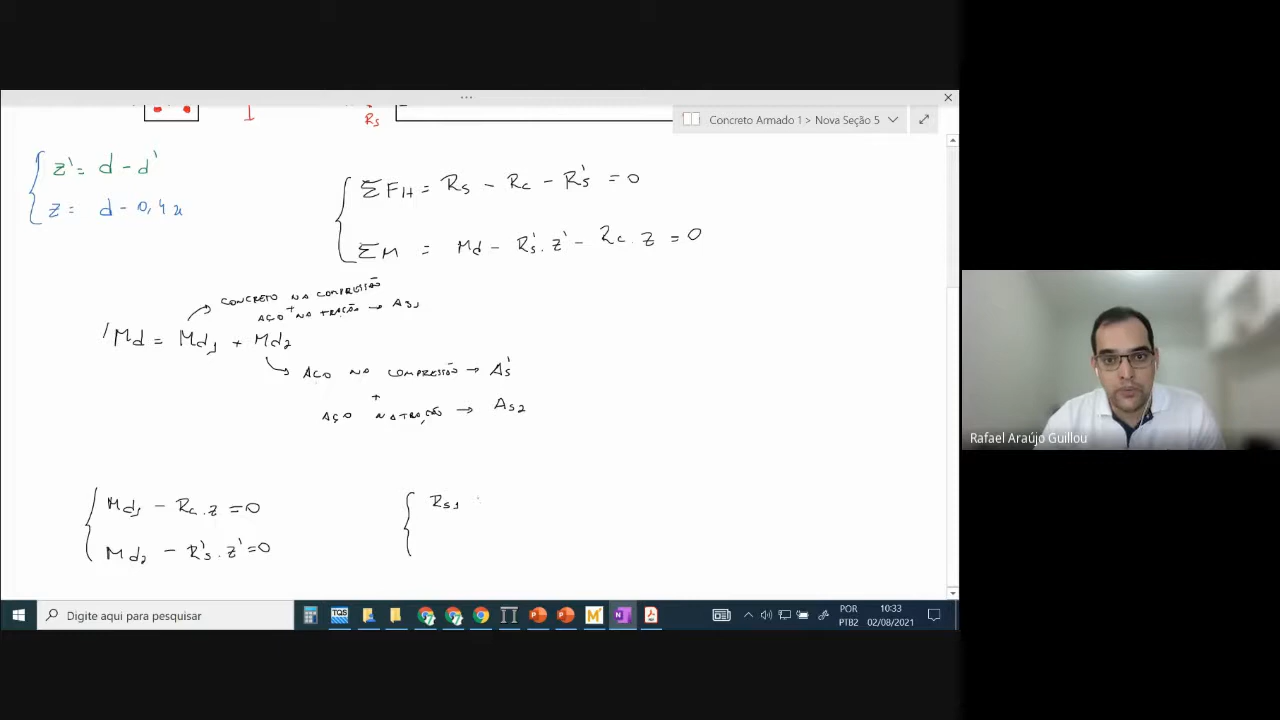 Rs
Concreto Armado 1 > Nova Seção 5
z' = d - d'
z = d - 0,4x
ΣFH = Rs - Rc - R's = 0
ΣM = Md - R's . z' - Rc . z = 0
CONCRETO NA COMPRESSÃO
+
AÇO NA TRAÇÃO → As1
Md = Md1 + Md2
AÇO NA COMPRESSÃO → A's
+
AÇO NA TRAÇÃO → As2
Md1 - Rc . z = 0
Md2 - R's . z' = 0
Rs1
Rafael Araújo Guillou
Digite aqui para pesquisar
TQS
POR
PTB2
10:33
02/08/2021